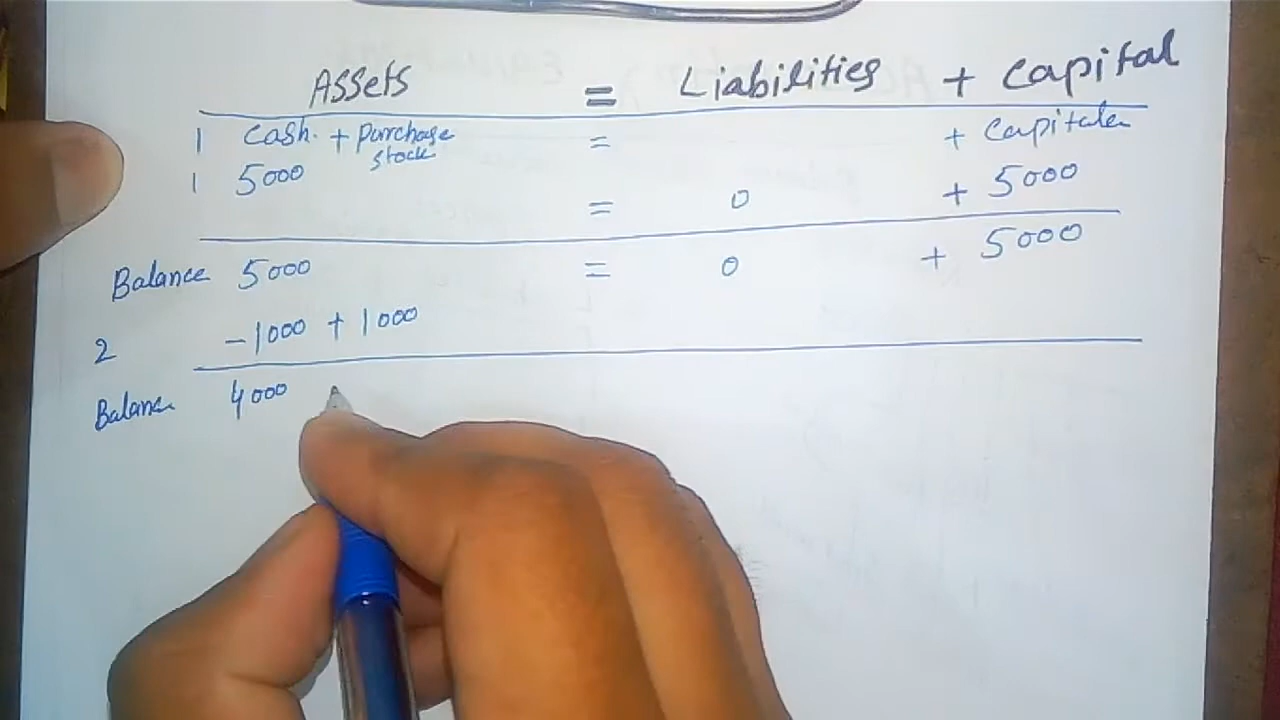 Assets = Liabilities + Capital
1 Cash. + Purchase stock = + Capital
1 5000 = 0 + 5000
Balance 5000 = 0 + 5000
2 -1000 + 1000
Balance 4000